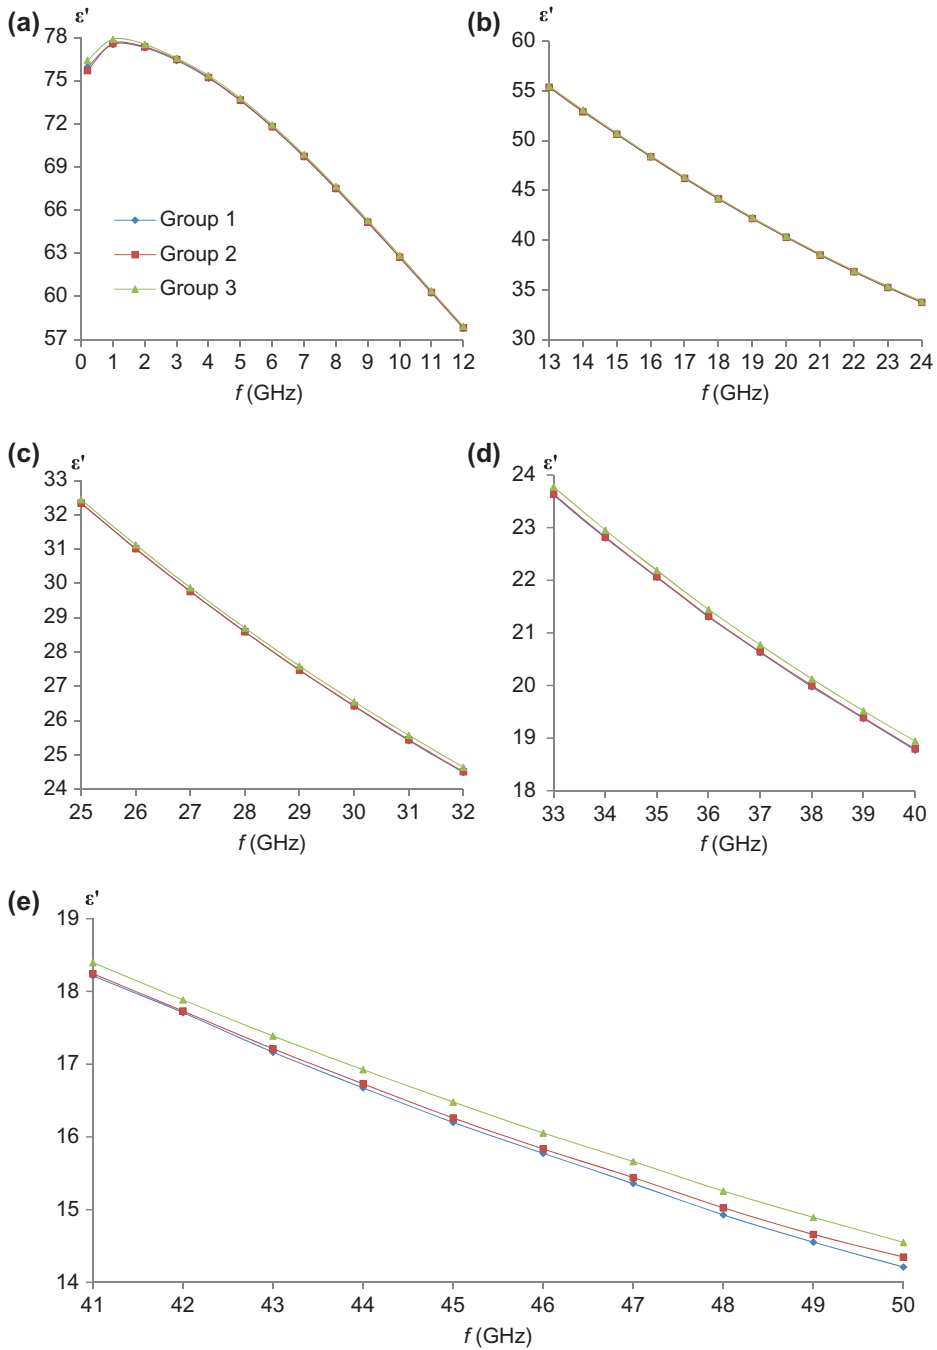 (a)
ε'
78
75
72
69
66
63
60
57
Group 1
Group 2
Group 3
0 1 2 3 4 5 6 7 8 9 10 11 12
f (GHz)
(b)
ε'
60
55
50
45
40
35
30
13 14 15 16 17 18 19 20 21 22 23 24
f (GHz)
(c)
ε'
33
32
31
30
29
28
27
26
25
24
25 26 27 28 29 30 31 32
f (GHz)
(d)
ε'
24
23
22
21
20
19
18
33 34 35 36 37 38 39 40
f (GHz)
(e)
ε'
19
18
17
16
15
14
41 42 43 44 45 46 47 48 49 50
f (GHz)